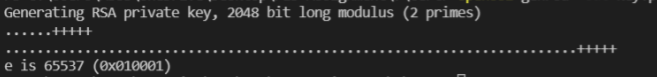 Generating RSA private key, 2048 bit long modulus (2 primes)
......+++++
...........................................................................+++++
e is 65537 (0x010001)